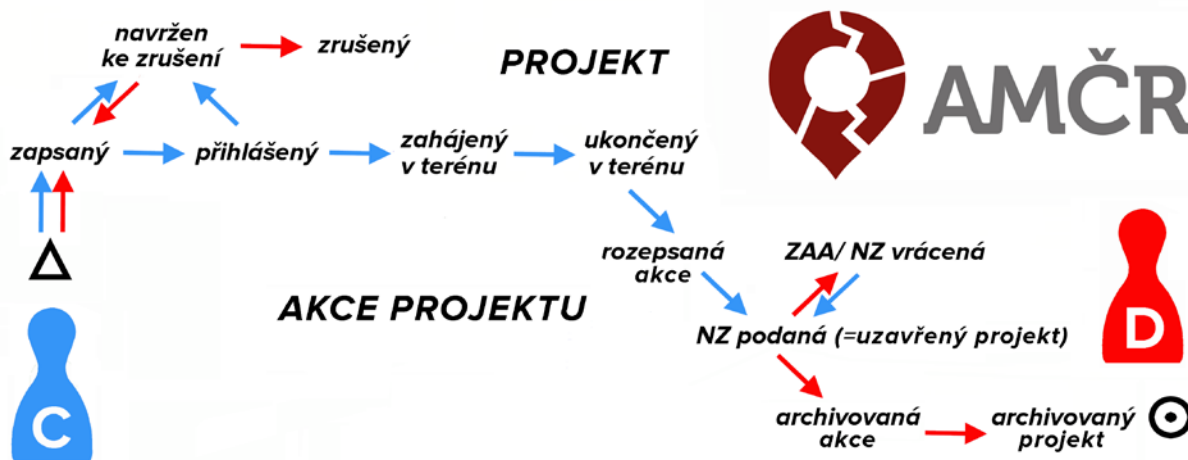 navržen
ke zrušení
zrušený
PROJEKT
AMČR
zapsaný
přihlášený
zahájený
v terénu
ukončený
v terénu
rozepsaná
akce
ZAA/ NZ vrácená
AKCE PROJEKTU
NZ podaná (=uzavřený projekt)
D
C
archivovaná
akce
archivovaný
projekt